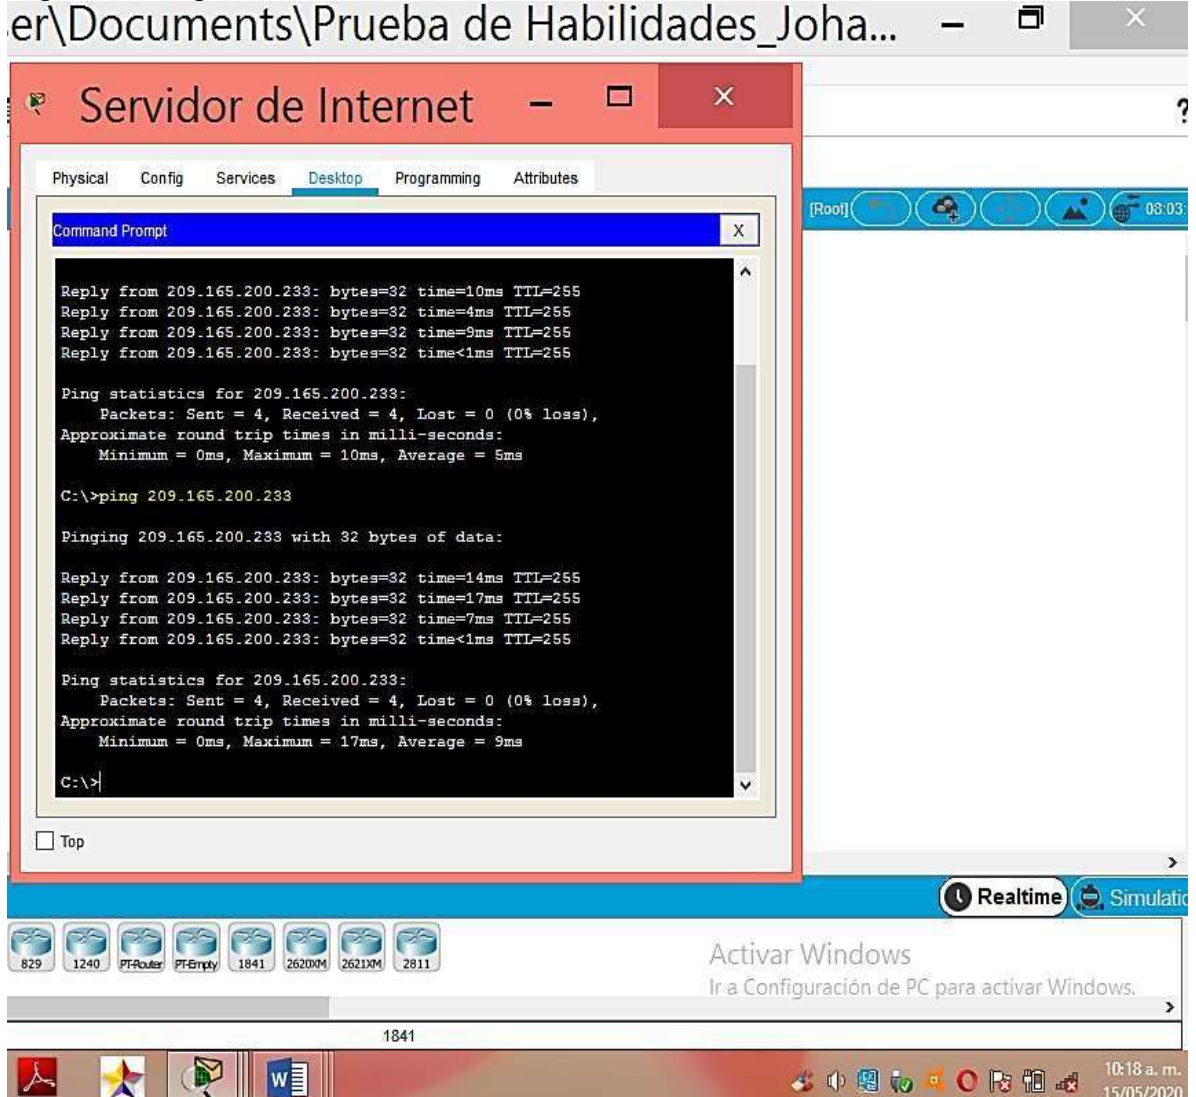 er\Documents\Prueba de Habilidades_Joha...
Servidor de Internet
?
Physical Config Services Desktop Programming Attributes
[Root] 08:03:
Command Prompt X
Reply from 209.165.200.233: bytes=32 time=10ms TTL=255
Reply from 209.165.200.233: bytes=32 time=4ms TTL=255
Reply from 209.165.200.233: bytes=32 time=9ms TTL=255
Reply from 209.165.200.233: bytes=32 time<1ms TTL=255
Ping statistics for 209.165.200.233:
Packets: Sent = 4, Received = 4, Lost = 0 (0% loss),
Approximate round trip times in milli-seconds:
Minimum = 0ms, Maximum = 10ms, Average = 5ms
C:\>ping 209.165.200.233
Pinging 209.165.200.233 with 32 bytes of data:
Reply from 209.165.200.233: bytes=32 time=14ms TTL=255
Reply from 209.165.200.233: bytes=32 time=17ms TTL=255
Reply from 209.165.200.233: bytes=32 time=7ms TTL=255
Reply from 209.165.200.233: bytes=32 time<1ms TTL=255
Ping statistics for 209.165.200.233:
Packets: Sent = 4, Received = 4, Lost = 0 (0% loss),
Approximate round trip times in milli-seconds:
Minimum = 0ms, Maximum = 17ms, Average = 9ms
C:\>
Top
Realtime Simulatio
829 1240 PT-Router PT-Empty 1841 2620XM 2621XM 2811
Activar Windows
Ir a Configuración de PC para activar Windows.
1841
10:18 a. m.
15/05/2020